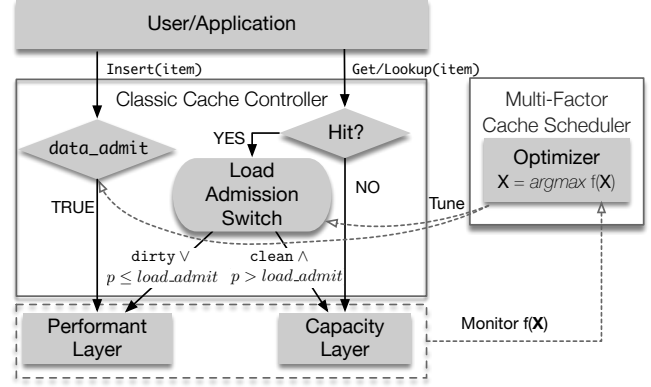 User/Application
Insert(item)
Get/Lookup(item)
Classic Cache Controller
Multi-Factor
Cache Scheduler
data_admit
YES
Hit?
Optimizer
X = argmax f(X)
Load
Admission
Switch
TRUE
NO
Tune
dirty ∨
p ≤ load_admit
clean ∧
p > load_admit
Performant
Layer
Capacity
Layer
Monitor f(X)